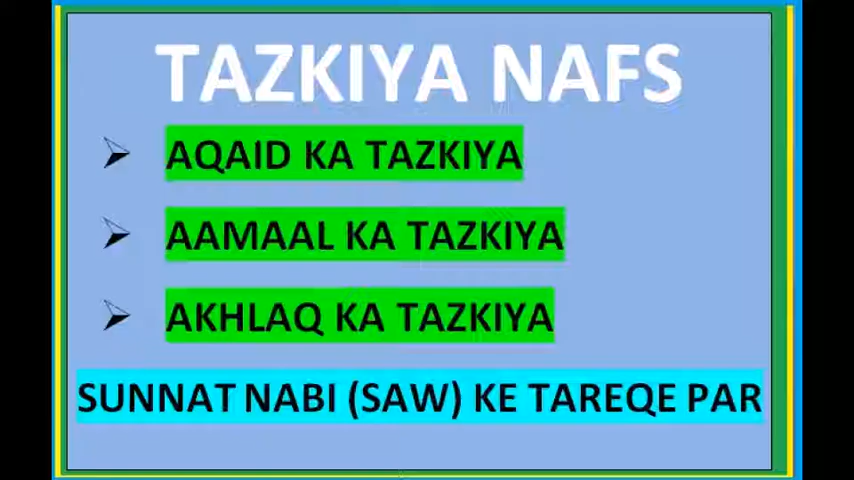 TAZKIYA NAFS
AQAID KA TAZKIYA
AAMAAL KA TAZKIYA
AKHLAQ KA TAZKIYA
SUNNAT NABI (SAW) KE TAREQE PAR